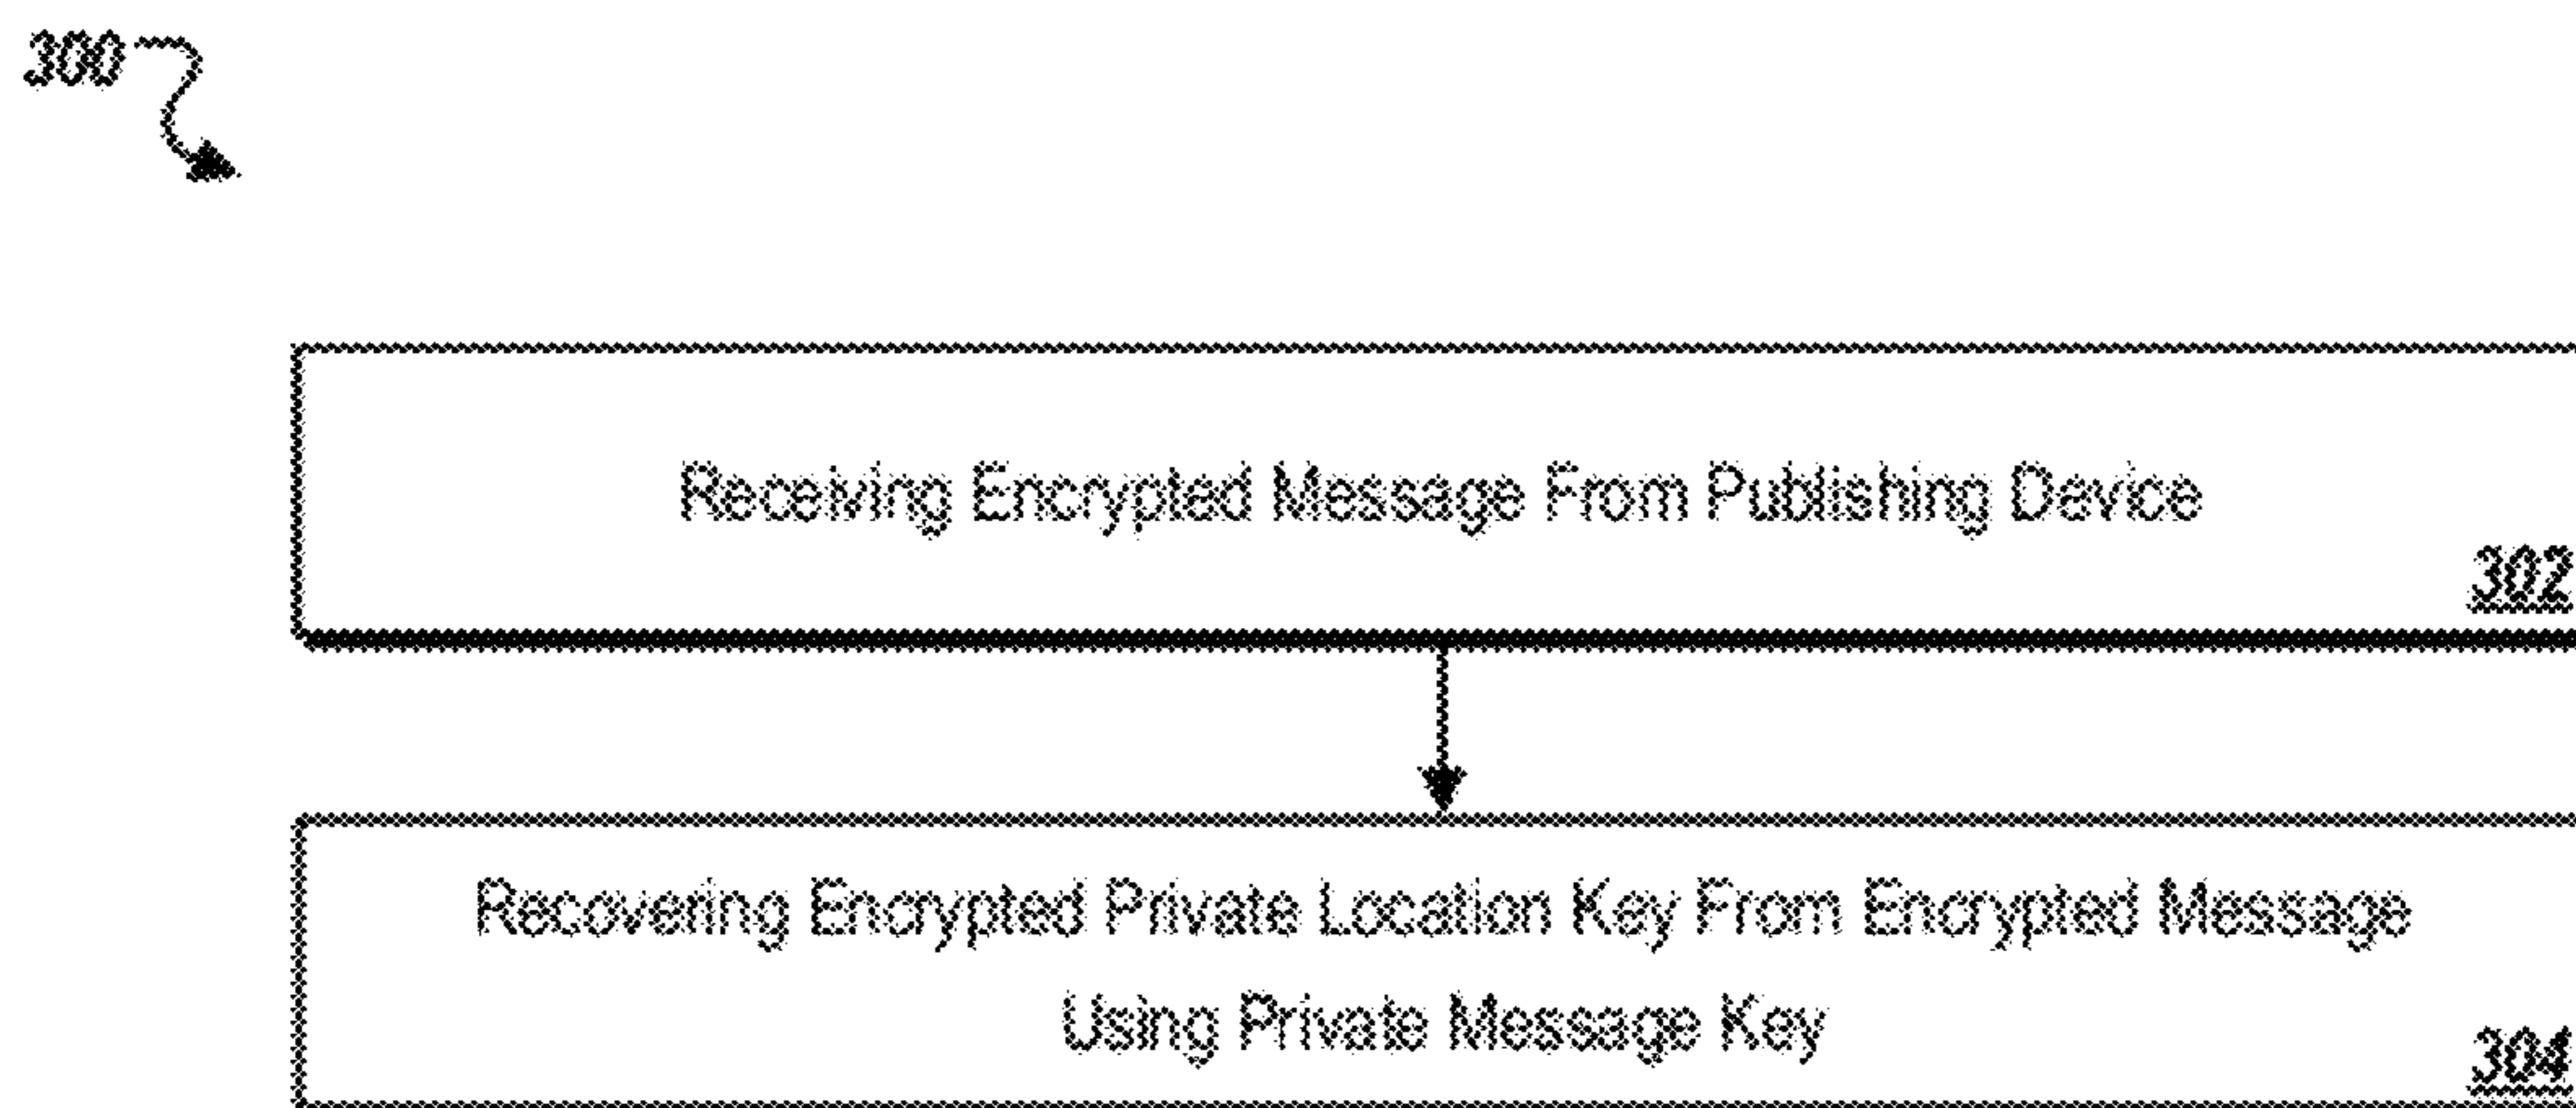 300
Receiving Encrypted Message From Publishing Device
302
Recovering Encrypted Private Location Key From Encrypted Message
Using Private Message Key
304